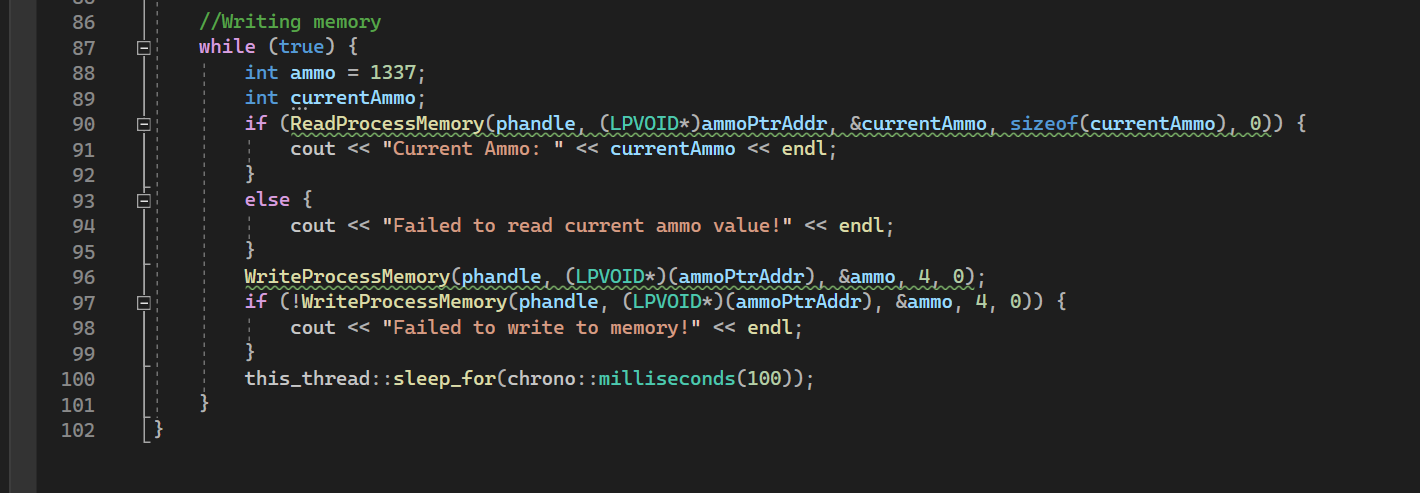 86 //Writing memory
87 while (true) {
88 int ammo = 1337;
89 int currentAmmo;
90 if (ReadProcessMemory(phandle, (LPVOID*)ammoPtrAddr, &currentAmmo, sizeof(currentAmmo), 0)) {
91 cout << "Current Ammo: " << currentAmmo << endl;
92 }
93 else {
94 cout << "Failed to read current ammo value!" << endl;
95 }
96 WriteProcessMemory(phandle, (LPVOID*)(ammoPtrAddr), &ammo, 4, 0);
97 if (!WriteProcessMemory(phandle, (LPVOID*)(ammoPtrAddr), &ammo, 4, 0)) {
98 cout << "Failed to write to memory!" << endl;
99 }
100 this_thread::sleep_for(chrono::milliseconds(100));
101 }
102 }